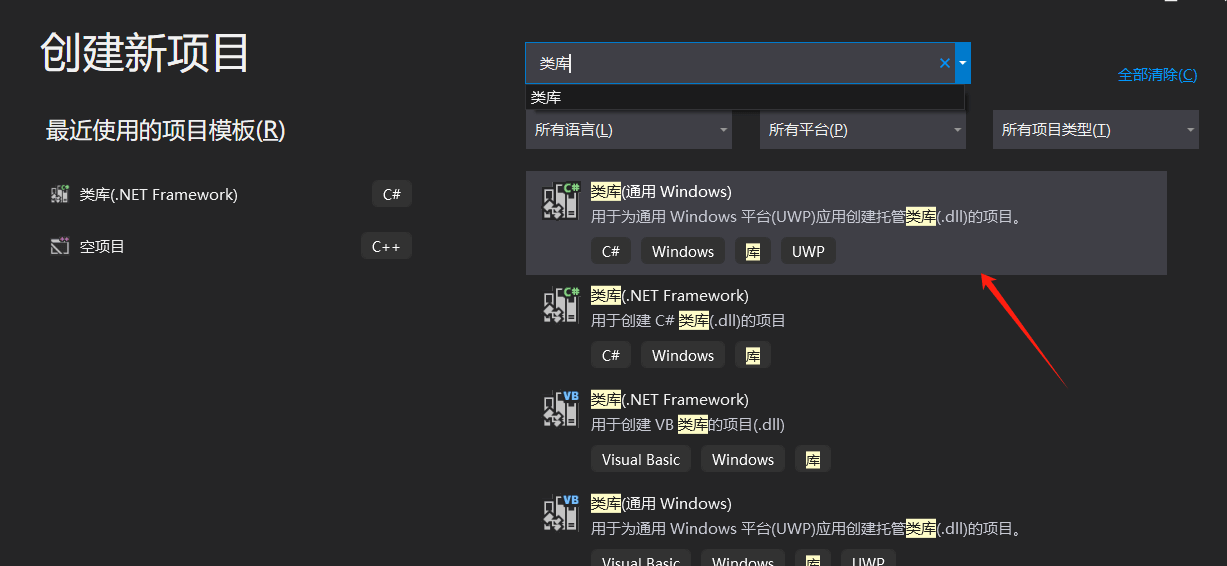 创建新项目
最近使用的项目模板(R)
类库(.NET Framework)
C#
空项目
C++
类库
全部清除(C)
类库
所有语言(L)
所有平台(P)
所有项目类型(T)
C#
类库(通用 Windows)
用于为通用 Windows 平台(UWP)应用创建托管类库(.dll)的项目。
C# Windows 库 UWP
C#
类库(.NET Framework)
用于创建 C# 类库(.dll)的项目
C# Windows 库
VB
类库(.NET Framework)
用于创建 VB 类库的项目(.dll)
Visual Basic Windows 库
VB
类库(通用 Windows)
用于为通用 Windows 平台(UWP)应用创建托管类库(.dll)的项目。
Visual Basic Windows 库 UWP